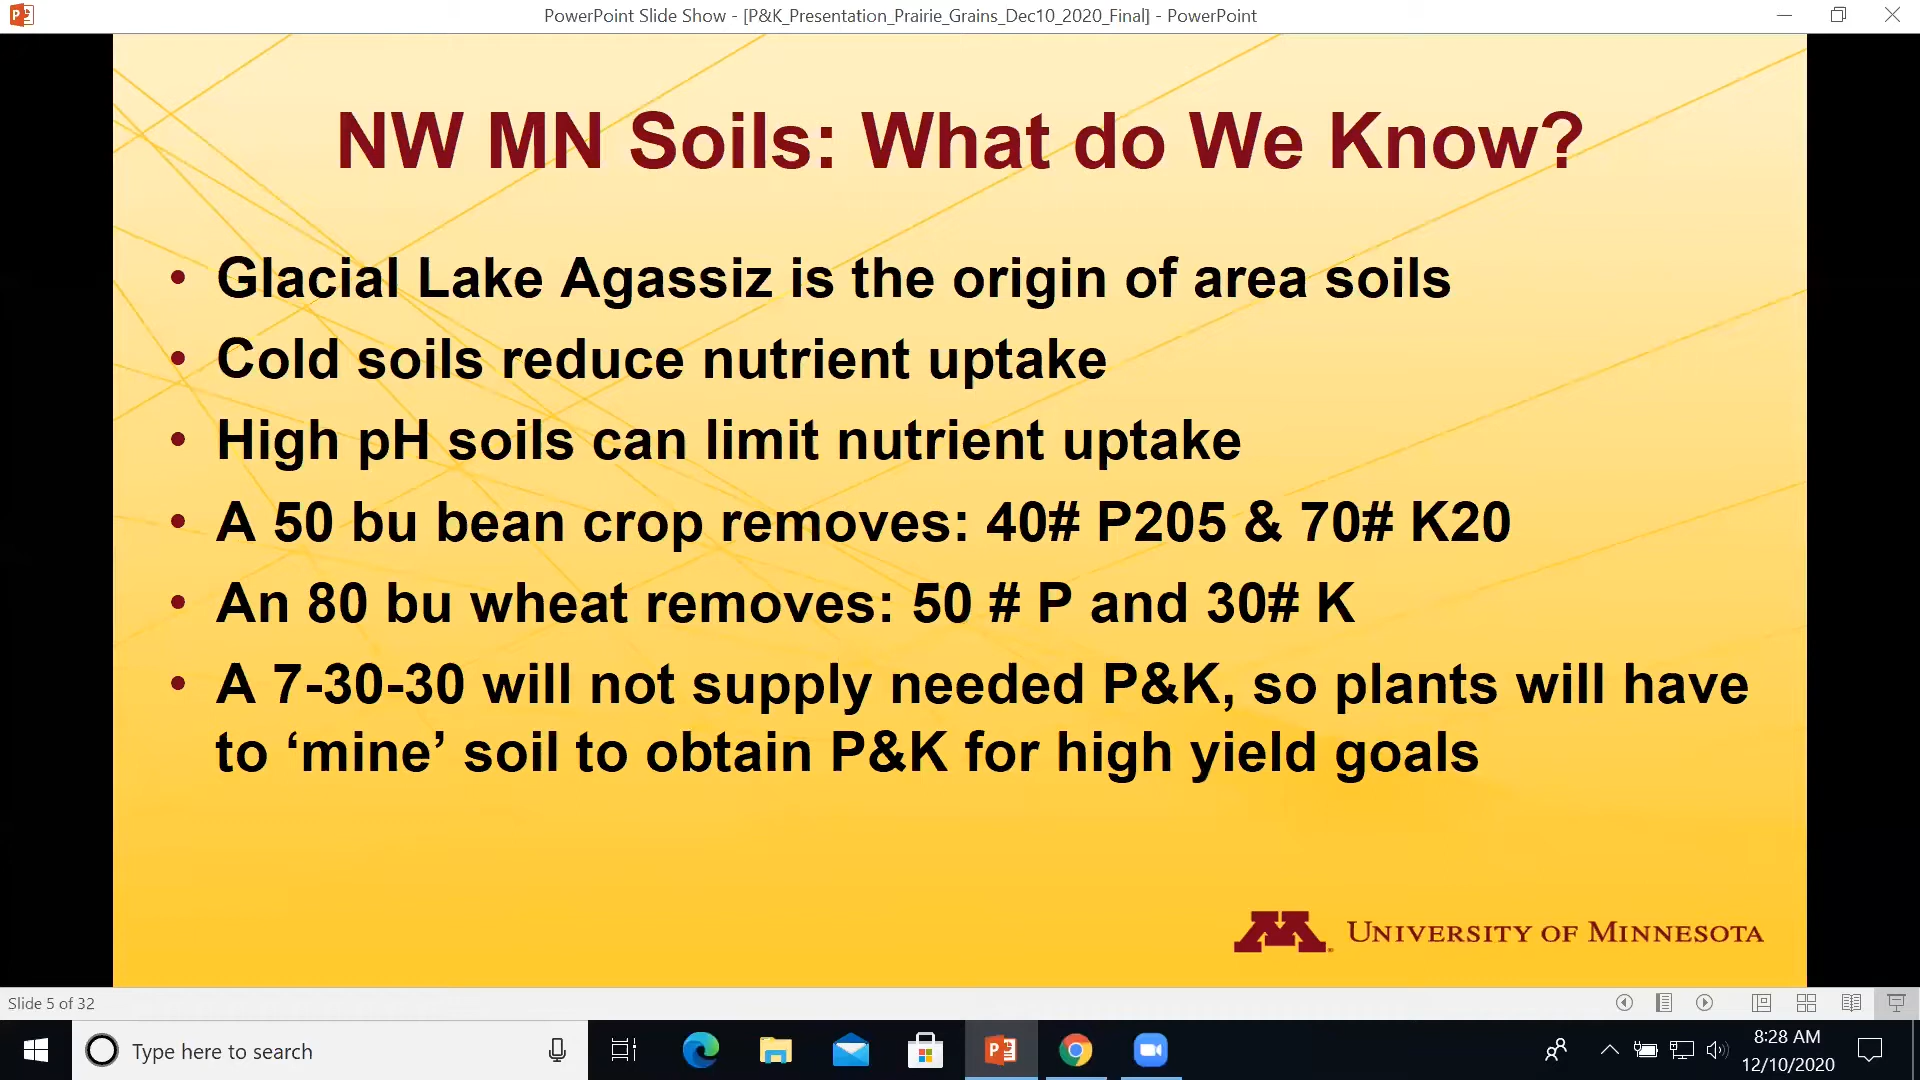 PowerPoint Slide Show - [P&K_Presentation_Prairie_Grains_Dec10_2020_Final] - PowerPoint
NW MN Soils: What do We Know?
• Glacial Lake Agassiz is the origin of area soils
• Cold soils reduce nutrient uptake
• High pH soils can limit nutrient uptake
• A 50 bu bean crop removes: 40# P205 & 70# K20
• An 80 bu wheat removes: 50 # P and 30# K
• A 7-30-30 will not supply needed P&K, so plants will have
to ‘mine’ soil to obtain P&K for high yield goals
M UNIVERSITY OF MINNESOTA
Slide 5 of 32
Type here to search
8:28 AM
12/10/2020